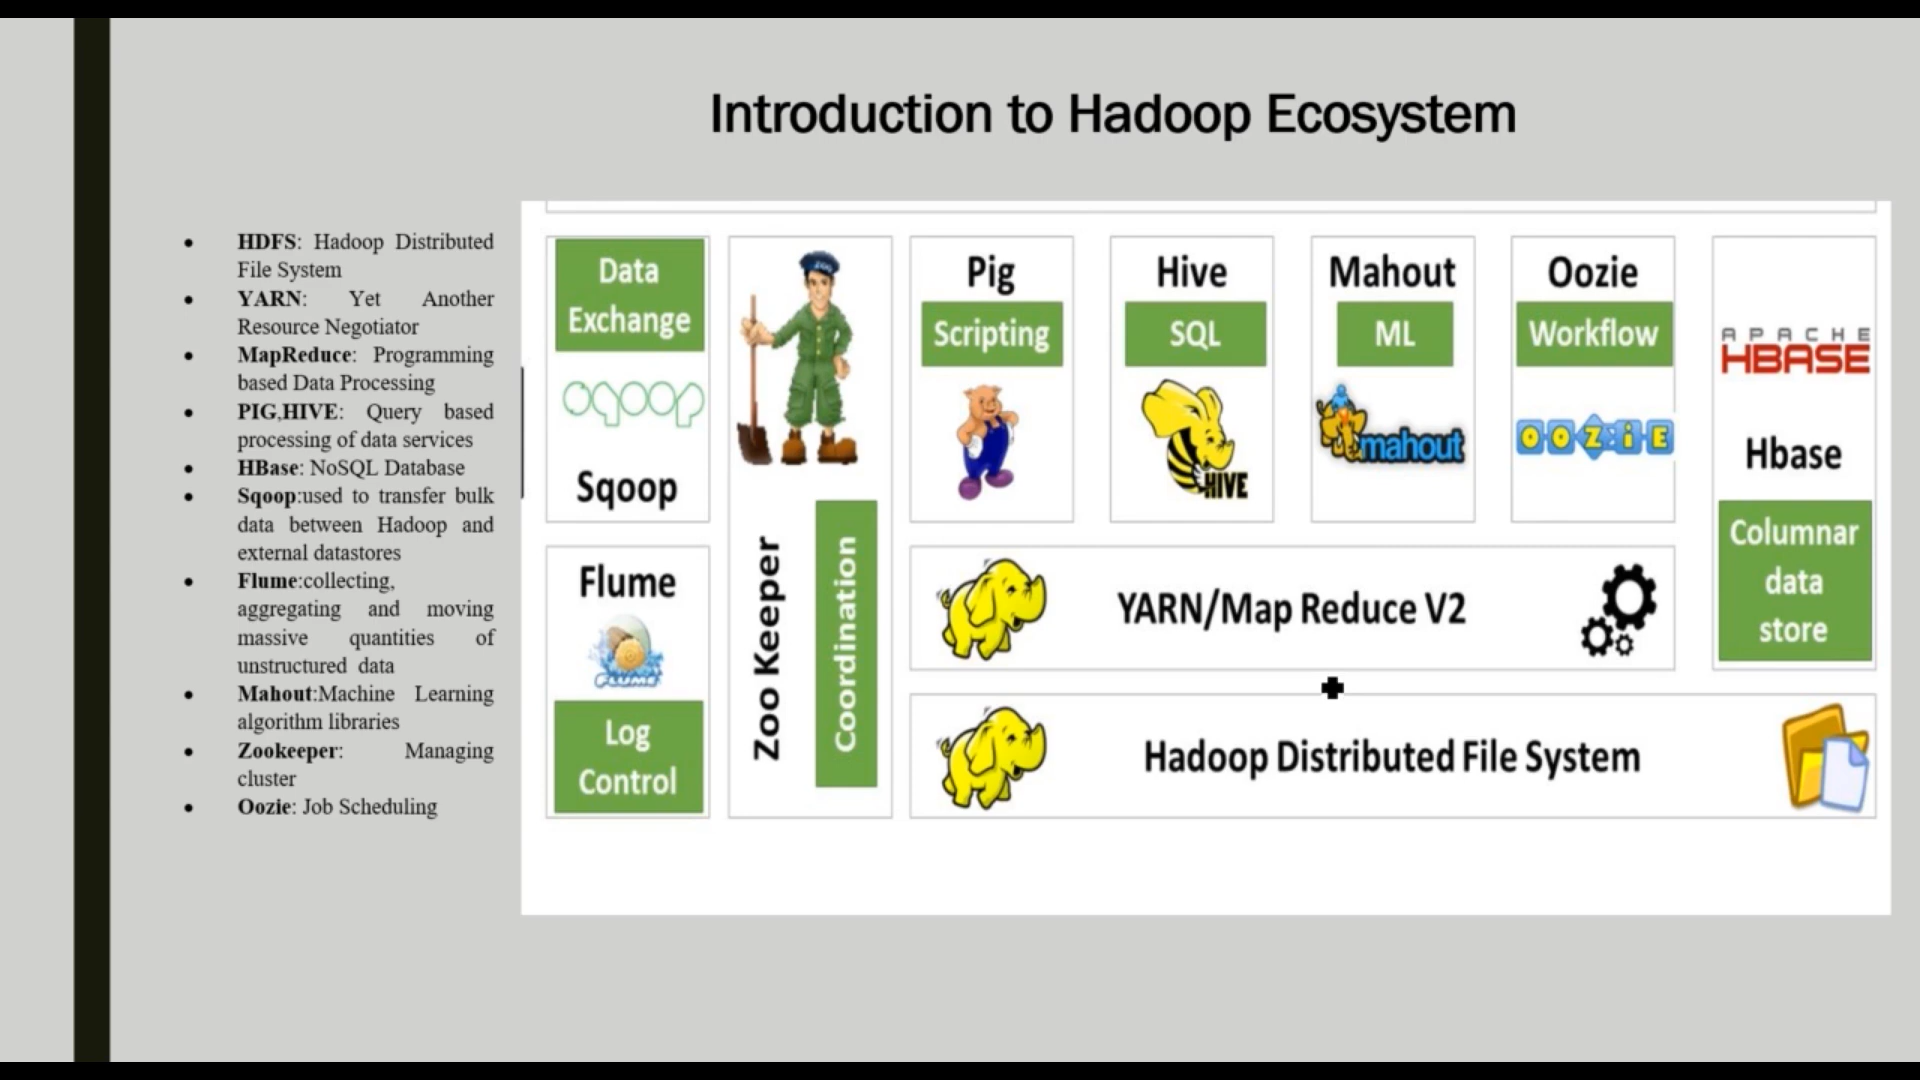 Introduction to Hadoop Ecosystem
HDFS: Hadoop Distributed
File System
YARN: Yet Another
Resource Negotiator
MapReduce: Programming
based Data Processing
PIG,HIVE: Query based
processing of data services
HBase: NoSQL Database
Sqoop:used to transfer bulk
data between Hadoop and
external datastores
Flume:collecting,
aggregating and moving
massive quantities of
unstructured data
Mahout:Machine Learning
algorithm libraries
Zookeeper: Managing
cluster
Oozie: Job Scheduling
Data
Exchange
sqoop
Sqoop
Flume
FLUME
Log
Control
ZOO
Zoo Keeper
Coordination
Pig
Scripting
Hive
SQL
HIVE
Mahout
ML
mahout
Oozie
Workflow
OOZiE
APACHE
HBASE
Hbase
Columnar
data
store
YARN/Map Reduce V2
Hadoop Distributed File System